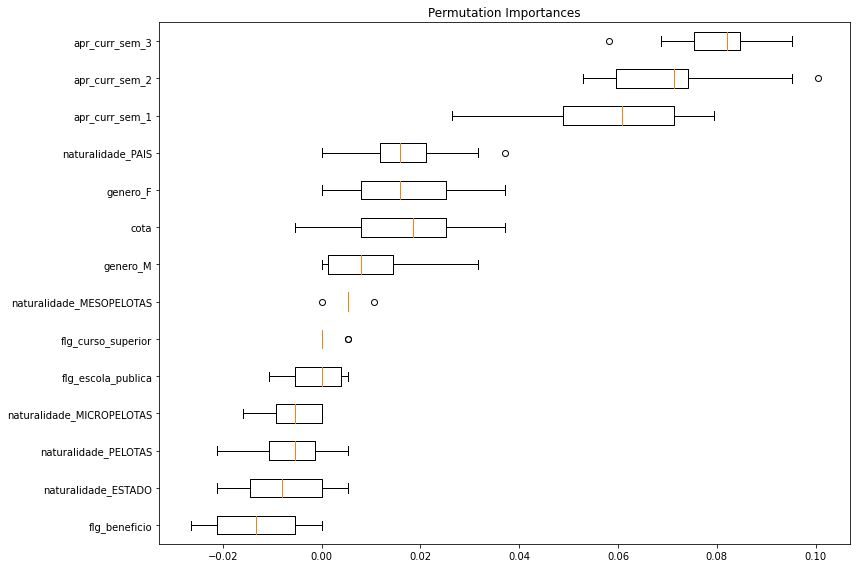 Permutation Importances
apr_curr_sem_3
apr_curr_sem_2
apr_curr_sem_1
naturalidade_PAIS
genero_F
cota
genero_M
naturalidade_MESOPELOTAS
flg_curso_superior
flg_escola_publica
naturalidade_MICROPELOTAS
naturalidade_PELOTAS
naturalidade_ESTADO
flg_beneficio
−0.02 0.00 0.02 0.04 0.06 0.08 0.10